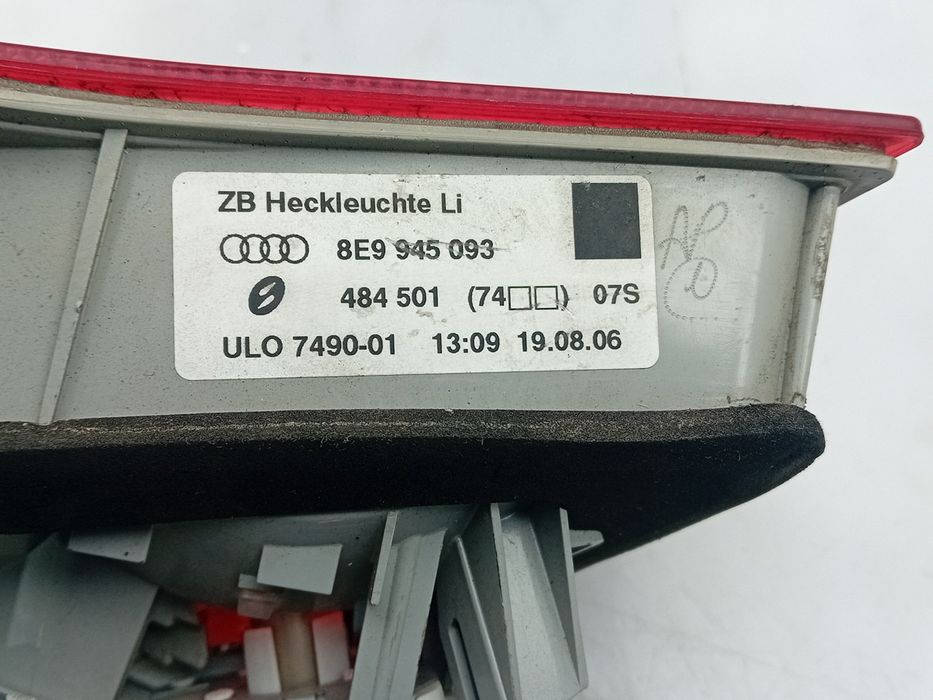 ZB Heckleuchte Li
8E9 945 093
484 501 (74□□) 07S
ULO 7490-01 13:09 19.08.06